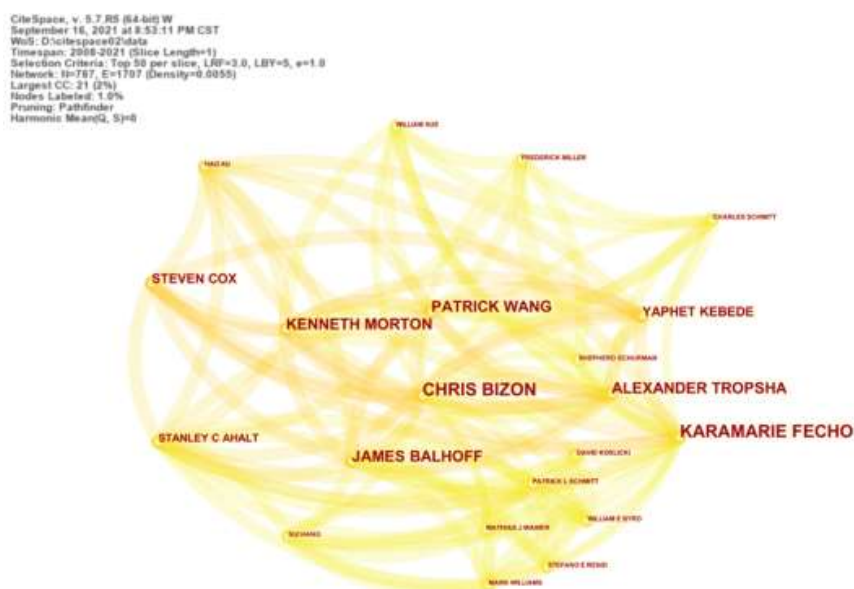 CiteSpace, v. 5.7.R5 (64-bit) W
September 16, 2021 at 8:53:11 PM CST
WoS: D:\citespace02\data
Timespan: 2008-2021 (Slice Length=1)
Selection Criteria: Top 50 per slice, LRF=3.0, LBY=5, e=1.0
Network: N=787, E=1707 (Density=0.0055)
Largest CC: 21 (2%)
Nodes Labeled: 1.0%
Pruning: Pathfinder
Harmonic Mean(Q, S)=0
WILLIAM
FREDERICK MILLER
HAO
CHARLES SCHMITT
STEVEN COX
PATRICK WANG
YAPHET KEBEDE
KENNETH MORTON
SHEPHERD SCHURMAN
CHRIS BIZON
ALEXANDER TROPSHA
KARAMARIE FECHO
STANLEY C AHALT
JAMES BALHOFF
DAVID KOSLICKI
PATRICK L SCHMITT
WILLIAM E BYRD
J
STEFANO E RENSI
MARK WILLIAMS